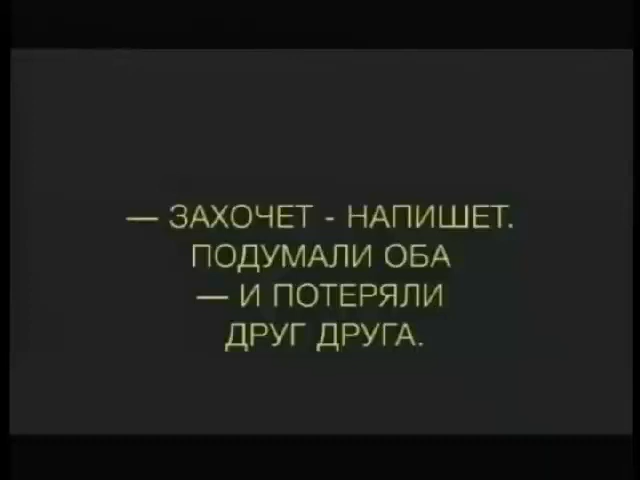 — ЗАХОЧЕТ - НАПИШЕТ.
ПОДУМАЛИ ОБА
— И ПОТЕРЯЛИ
ДРУГ ДРУГА.